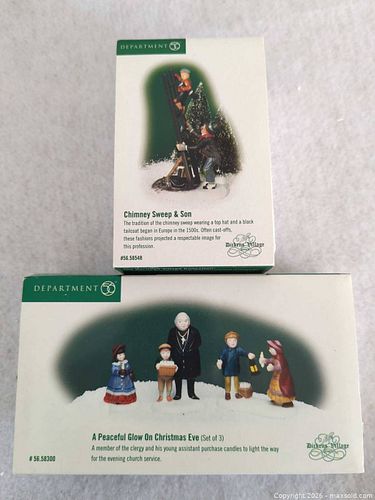 DEPARTMENT 56
Chimney Sweep & Son
The tradition of the chimney sweep wearing a top hat and a black
tailcoat began in Europe in the 1500s. Often cast-offs,
these fashions projected a respectable image for
this profession.
#56.58548
Dickens' Village
DEPARTMENT 56
A Peaceful Glow On Christmas Eve (Set of 3)
A member of the clergy and his young assistant purchase candles to light the way
for the evening church service.
# 56.58300
Dickens' Village
Copyright 2026 - maxsold.com